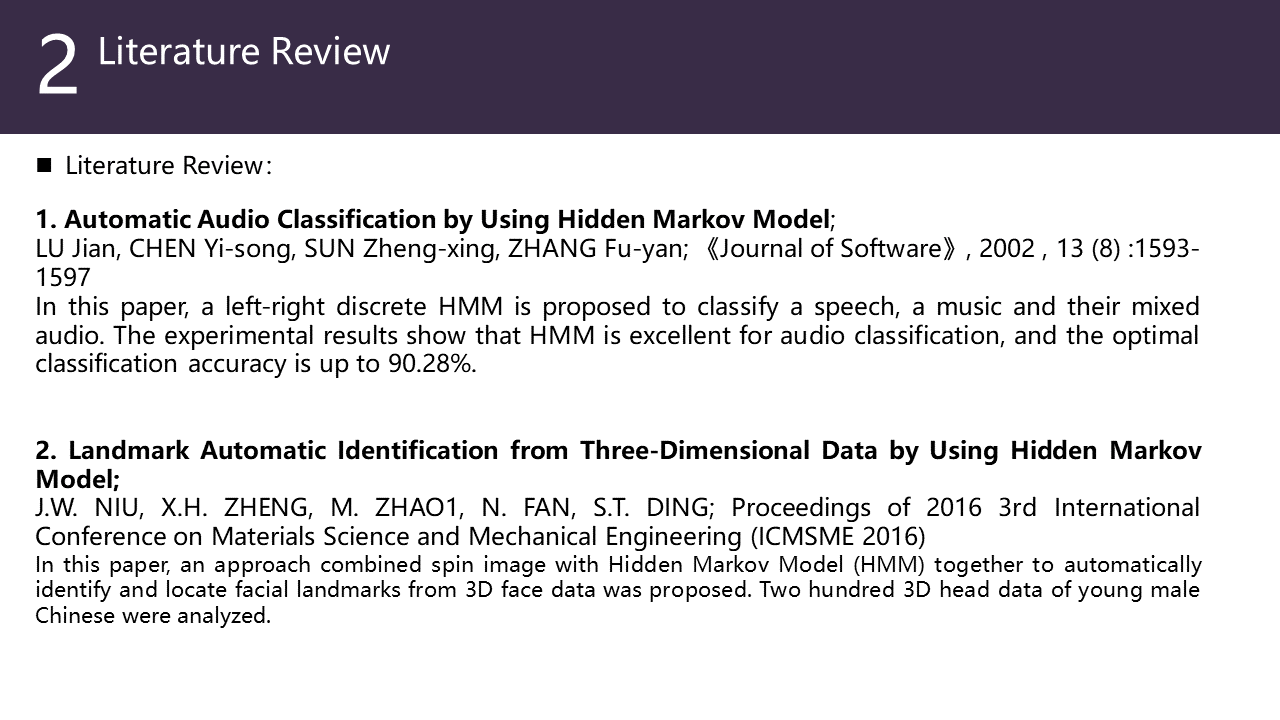 2 Literature Review
■ Literature Review：
1. Automatic Audio Classification by Using Hidden Markov Model;
LU Jian, CHEN Yi-song, SUN Zheng-xing, ZHANG Fu-yan; 《Journal of Software》, 2002 , 13 (8) :1593-
1597
In this paper, a left-right discrete HMM is proposed to classify a speech, a music and their mixed
audio. The experimental results show that HMM is excellent for audio classification, and the optimal
classification accuracy is up to 90.28%.
2. Landmark Automatic Identification from Three-Dimensional Data by Using Hidden Markov
Model;
J.W. NIU, X.H. ZHENG, M. ZHAO1, N. FAN, S.T. DING; Proceedings of 2016 3rd International
Conference on Materials Science and Mechanical Engineering (ICMSME 2016)
In this paper, an approach combined spin image with Hidden Markov Model (HMM) together to automatically
identify and locate facial landmarks from 3D face data was proposed. Two hundred 3D head data of young male
Chinese were analyzed.